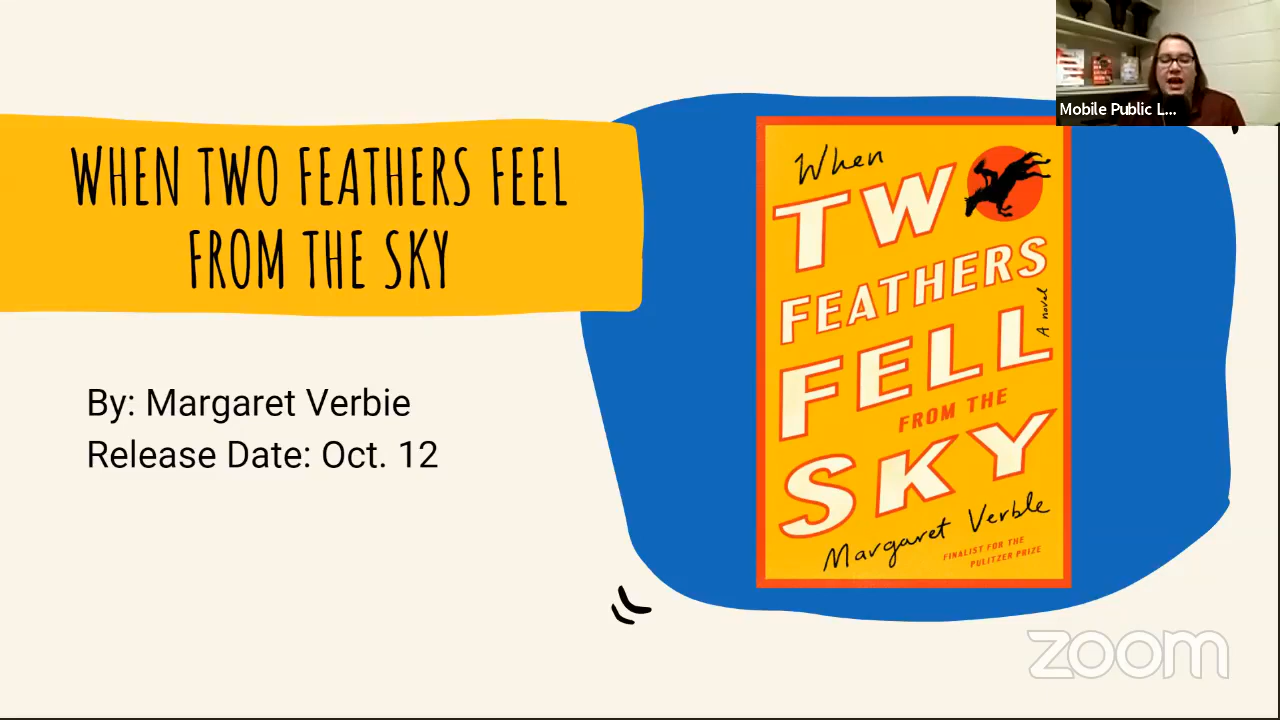 WHEN TWO FEATHERS FEEL
FROM THE SKY
By: Margaret Verbie
Release Date: Oct. 12
When
TW
FEATHERS
FELL
A novel
FROM THE
SKY
Margaret Verble
FINALIST FOR THE
PULITZER PRIZE
Mobile Public L...
zoom